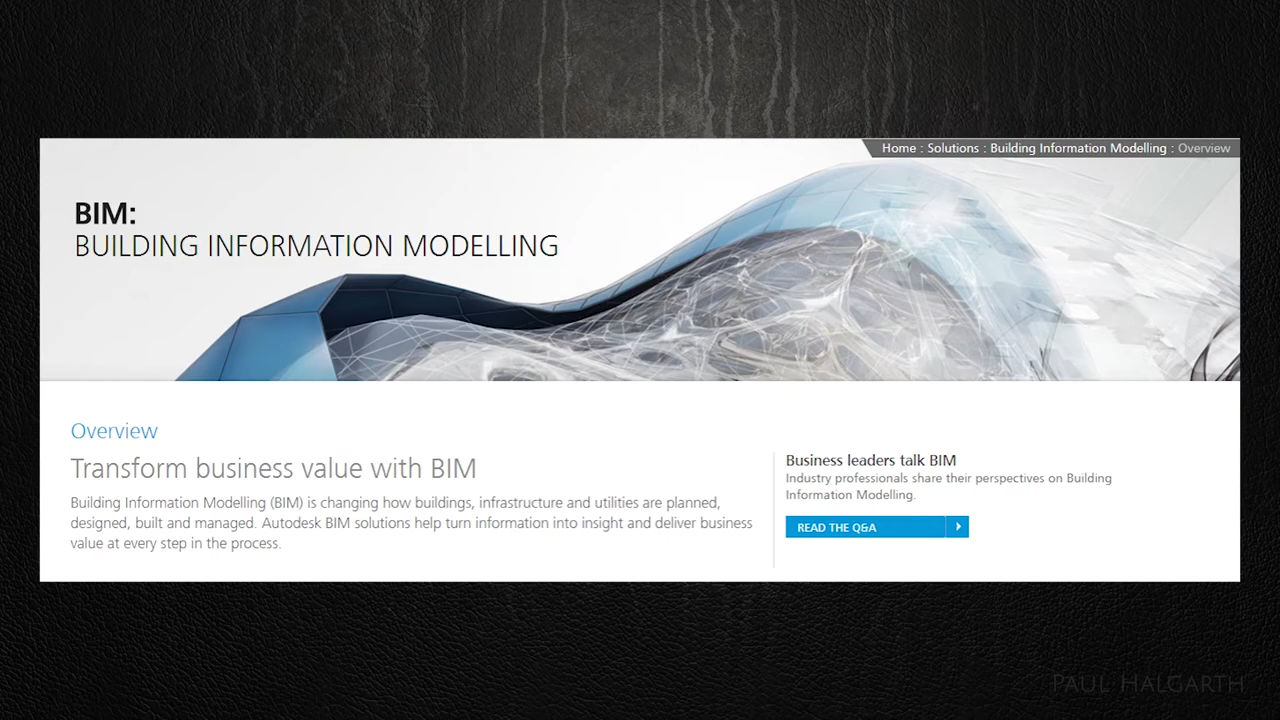 Home : Solutions : Building Information Modelling : Overview
BIM:
BUILDING INFORMATION MODELLING
Overview
Transform business value with BIM
Building Information Modelling (BIM) is changing how buildings, infrastructure and utilities are planned,
designed, built and managed. Autodesk BIM solutions help turn information into insight and deliver business
value at every step in the process.
Business leaders talk BIM
Industry professionals share their perspectives on Building
Information Modelling.
READ THE Q&A
PAUL HALGARTH